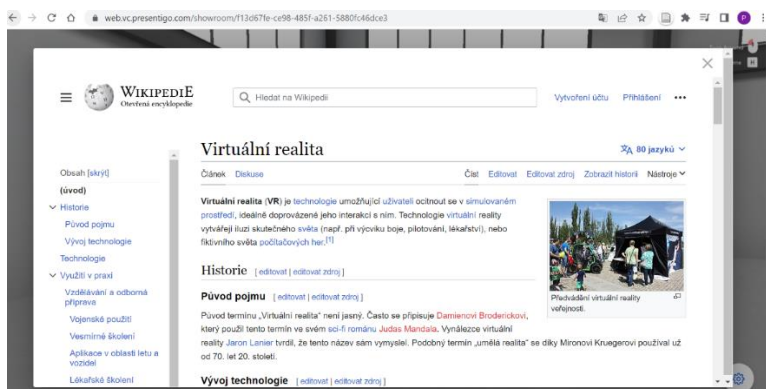 web.vc.presentigo.com/showroom/f13d67fe-ce98-485f-a261-5880fc46dce3
WIKIPEDIE
Otevřená encyklopedie
Hledat na Wikipedii
Vytvoření účtu Přihlášení
Virtuální realita
80 jazyků
Článek Diskuse
Číst Editovat Editovat zdroj Zobrazit historii Nástroje
Obsah [skrýt]
(úvod)
Historie
Původ pojmu
Vývoj technologie
Technologie
Využití v praxi
Vzdělávání a odborná
příprava
Vojenské použití
Vesmírné školení
Aplikace v oblasti letu a
vozidel
Lékařské školení
Virtuální realita (VR) je technologie umožňující uživateli ocitnout se v simulovaném
prostředí, ideálně doprovázené jeho interakcí s ním. Technologie virtuální reality
vytvářejí iluzi skutečného světa (např. při výcviku boje, pilotování, lékařství), nebo
fiktivního světa počítačových her.[1]
Předvádění virtuální reality
veřejnosti.
Historie [ editovat | editovat zdroj ]
Původ pojmu [ editovat | editovat zdroj ]
Původ termínu „Virtuální realita" není jasný. Často se připisuje Damienovi Broderickovi,
který použil tento termín ve svém sci-fi románu Judas Mandala. Vynálezce virtuální
reality Jaron Lanier tvrdil, že tento název sám vymyslel. Podobný termín „umělá realita" se díky Mironovi Kruegerovi používal už
od 70. let 20. století.
Vývoj technologie [ editovat | editovat zdroj ]